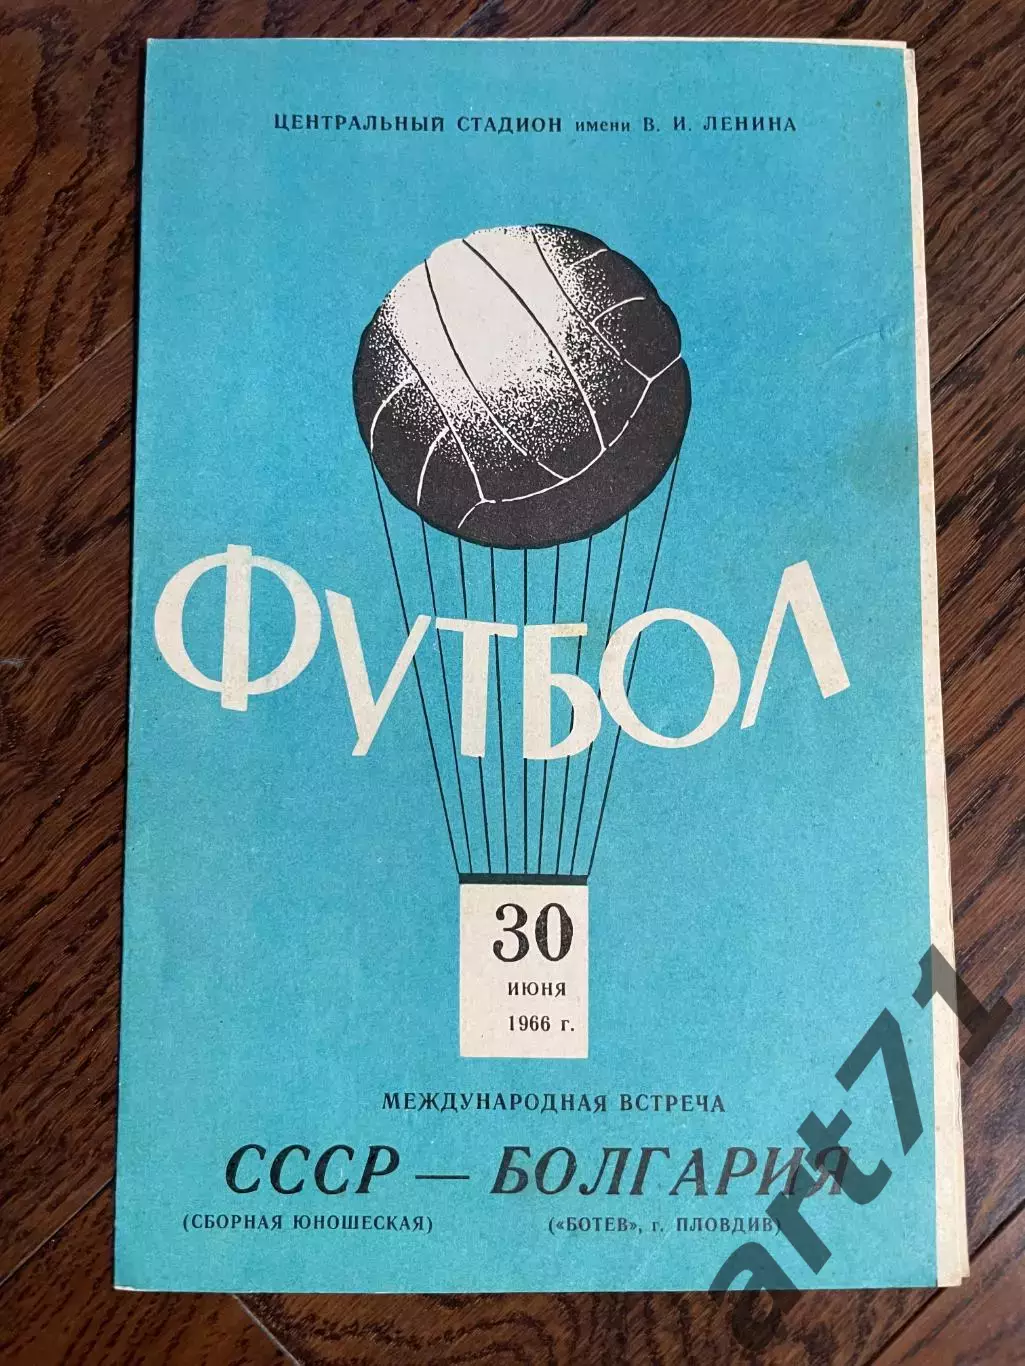 ЦЕНТРАЛЬНЫЙ СТАДИОН имени В. И. ЛЕНИНА
ФУТБОЛ
30
ИЮНЯ
1966 г.
МЕЖДУНАРОДНАЯ ВСТРЕЧА
СССР — БОЛГАРИЯ
(СБОРНАЯ ЮНОШЕСКАЯ) («БОТЕВ», г. ПЛОВДИВ)
art71